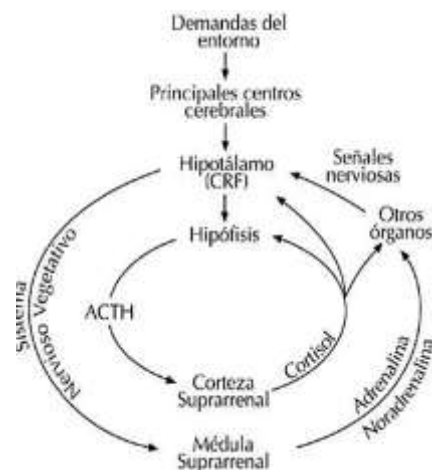 Demandas del
entorno
Principales centros
cerebrales
Hipotálamo
(CRF)
Señales
nerviosas
Otros
órganos
Hipófisis
Sistema
Nervioso Vegetativo
ACTH
Cortisol
Corteza
Suprarrenal
Adrenalina
Noradrenalina
Médula
Suprarrenal